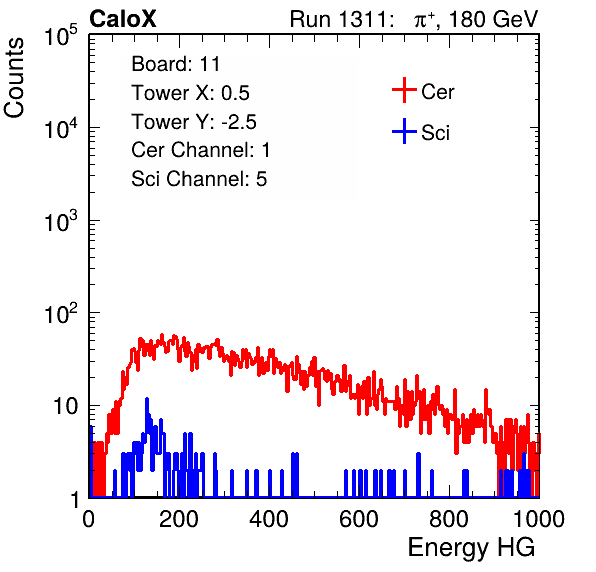 CaloX Run 1311: π⁺, 180 GeV
Counts
Board: 11
Tower X: 0.5
Tower Y: -2.5
Cer Channel: 1
Sci Channel: 5
Cer
Sci
10⁵
10⁴
10³
10²
10
1
0 200 400 600 800 1000
Energy HG